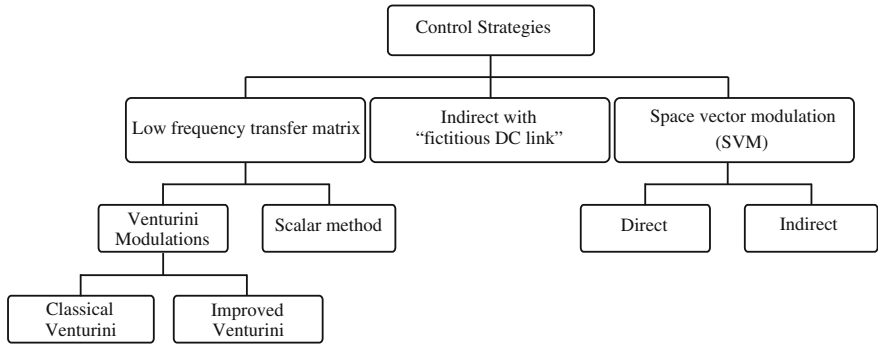 Control Strategies
Low frequency transfer matrix
Indirect with
“fictitious DC link”
Space vector modulation
(SVM)
Venturini
Modulations
Scalar method
Direct
Indirect
Classical
Venturini
Improved
Venturini